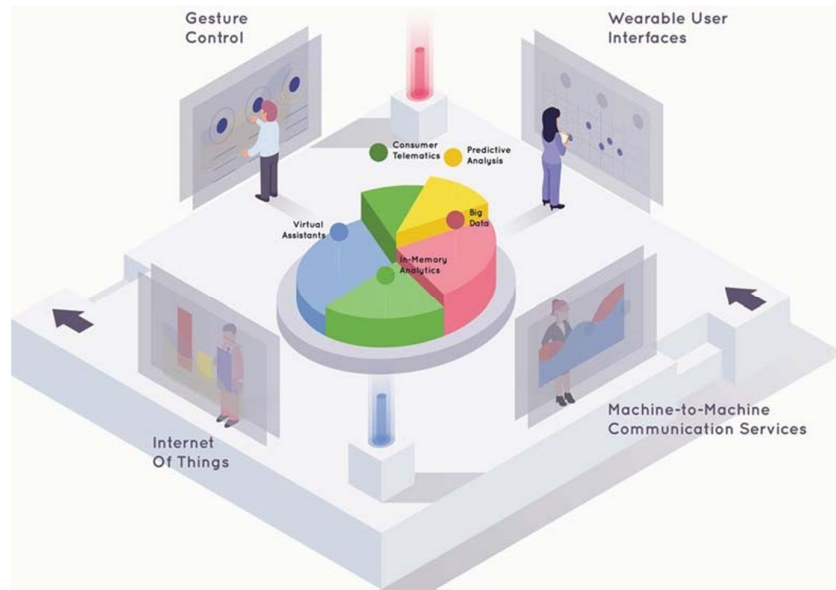 Gesture
Control
Wearable User
Interfaces
Consumer
Telematics
Predictive
Analysis
Virtual
Assistants
Big
Data
In-Memory
Analytics
Internet
Of Things
Machine-to-Machine
Communication Services